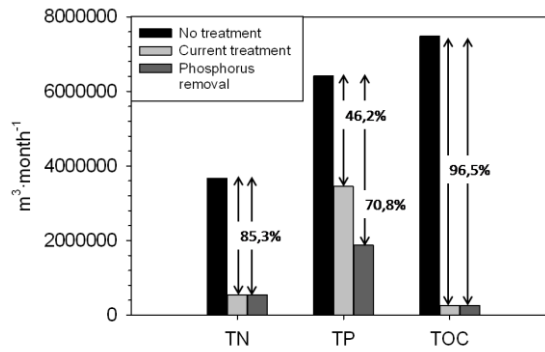 8000000
6000000
4000000
2000000
0
m³·month⁻¹
No treatment
Current treatment
Phosphorus
removal
85,3%
46,2%
70,8%
96,5%
TN
TP
TOC